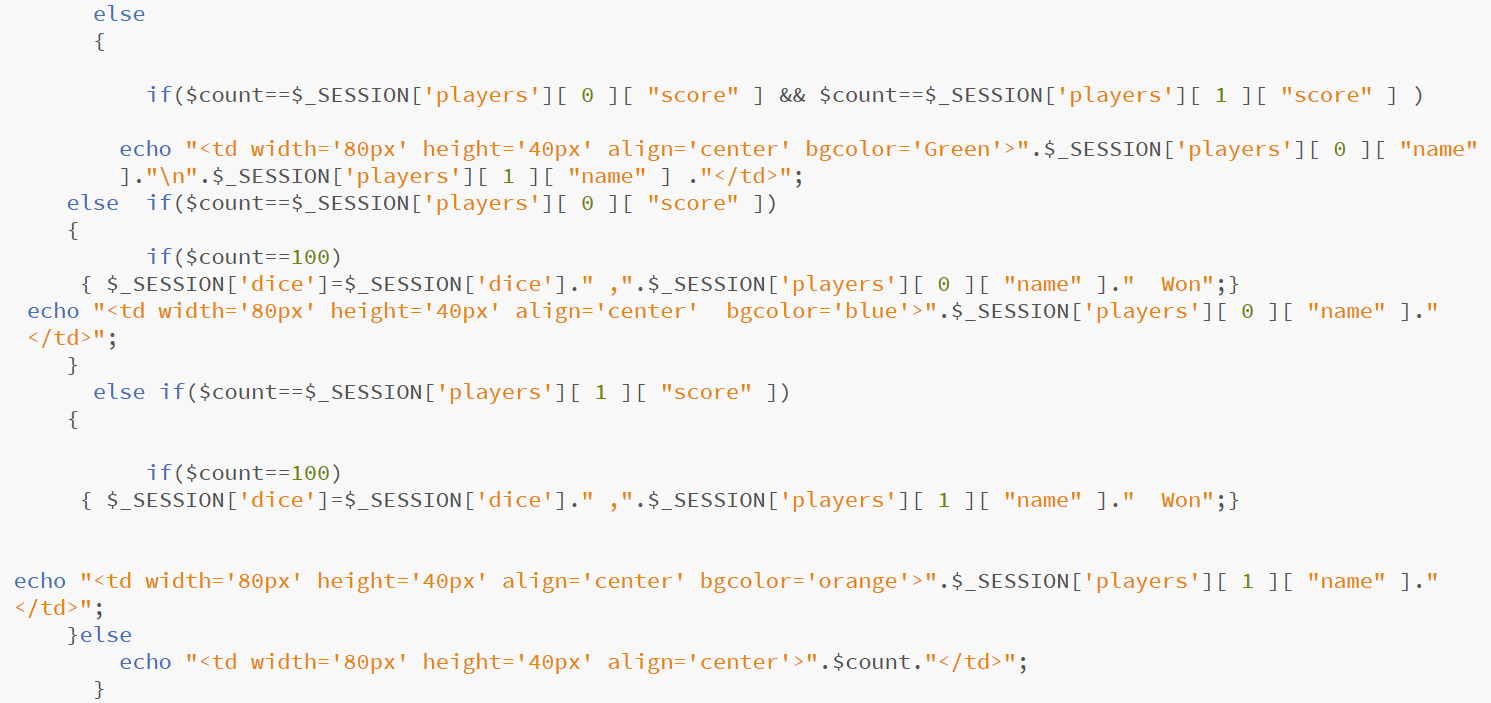 else
{
if($count==$_SESSION['players'][ 0 ][ "score" ] && $count==$_SESSION['players'][ 1 ][ "score" ] )
echo "<td width='80px' height='40px' align='center' bgcolor='Green'>".$_SESSION['players'][ 0 ][ "name"
]."\n".$_SESSION['players'][ 1 ][ "name" ] ."</td>";
else  if($count==$_SESSION['players'][ 0 ][ "score" ])
{
if($count==100)
{ $_SESSION['dice']=$_SESSION['dice']." ,".$_SESSION['players'][ 0 ][ "name" ]."  Won";}
echo "<td width='80px' height='40px' align='center'  bgcolor='blue'>".$_SESSION['players'][ 0 ][ "name" ]."
</td>";
}
else if($count==$_SESSION['players'][ 1 ][ "score" ])
{
if($count==100)
{ $_SESSION['dice']=$_SESSION['dice']." ,".$_SESSION['players'][ 1 ][ "name" ]."  Won";}
echo "<td width='80px' height='40px' align='center' bgcolor='orange'>".$_SESSION['players'][ 1 ][ "name" ]."
</td>";
}else
echo "<td width='80px' height='40px' align='center'>".$count."</td>";
}